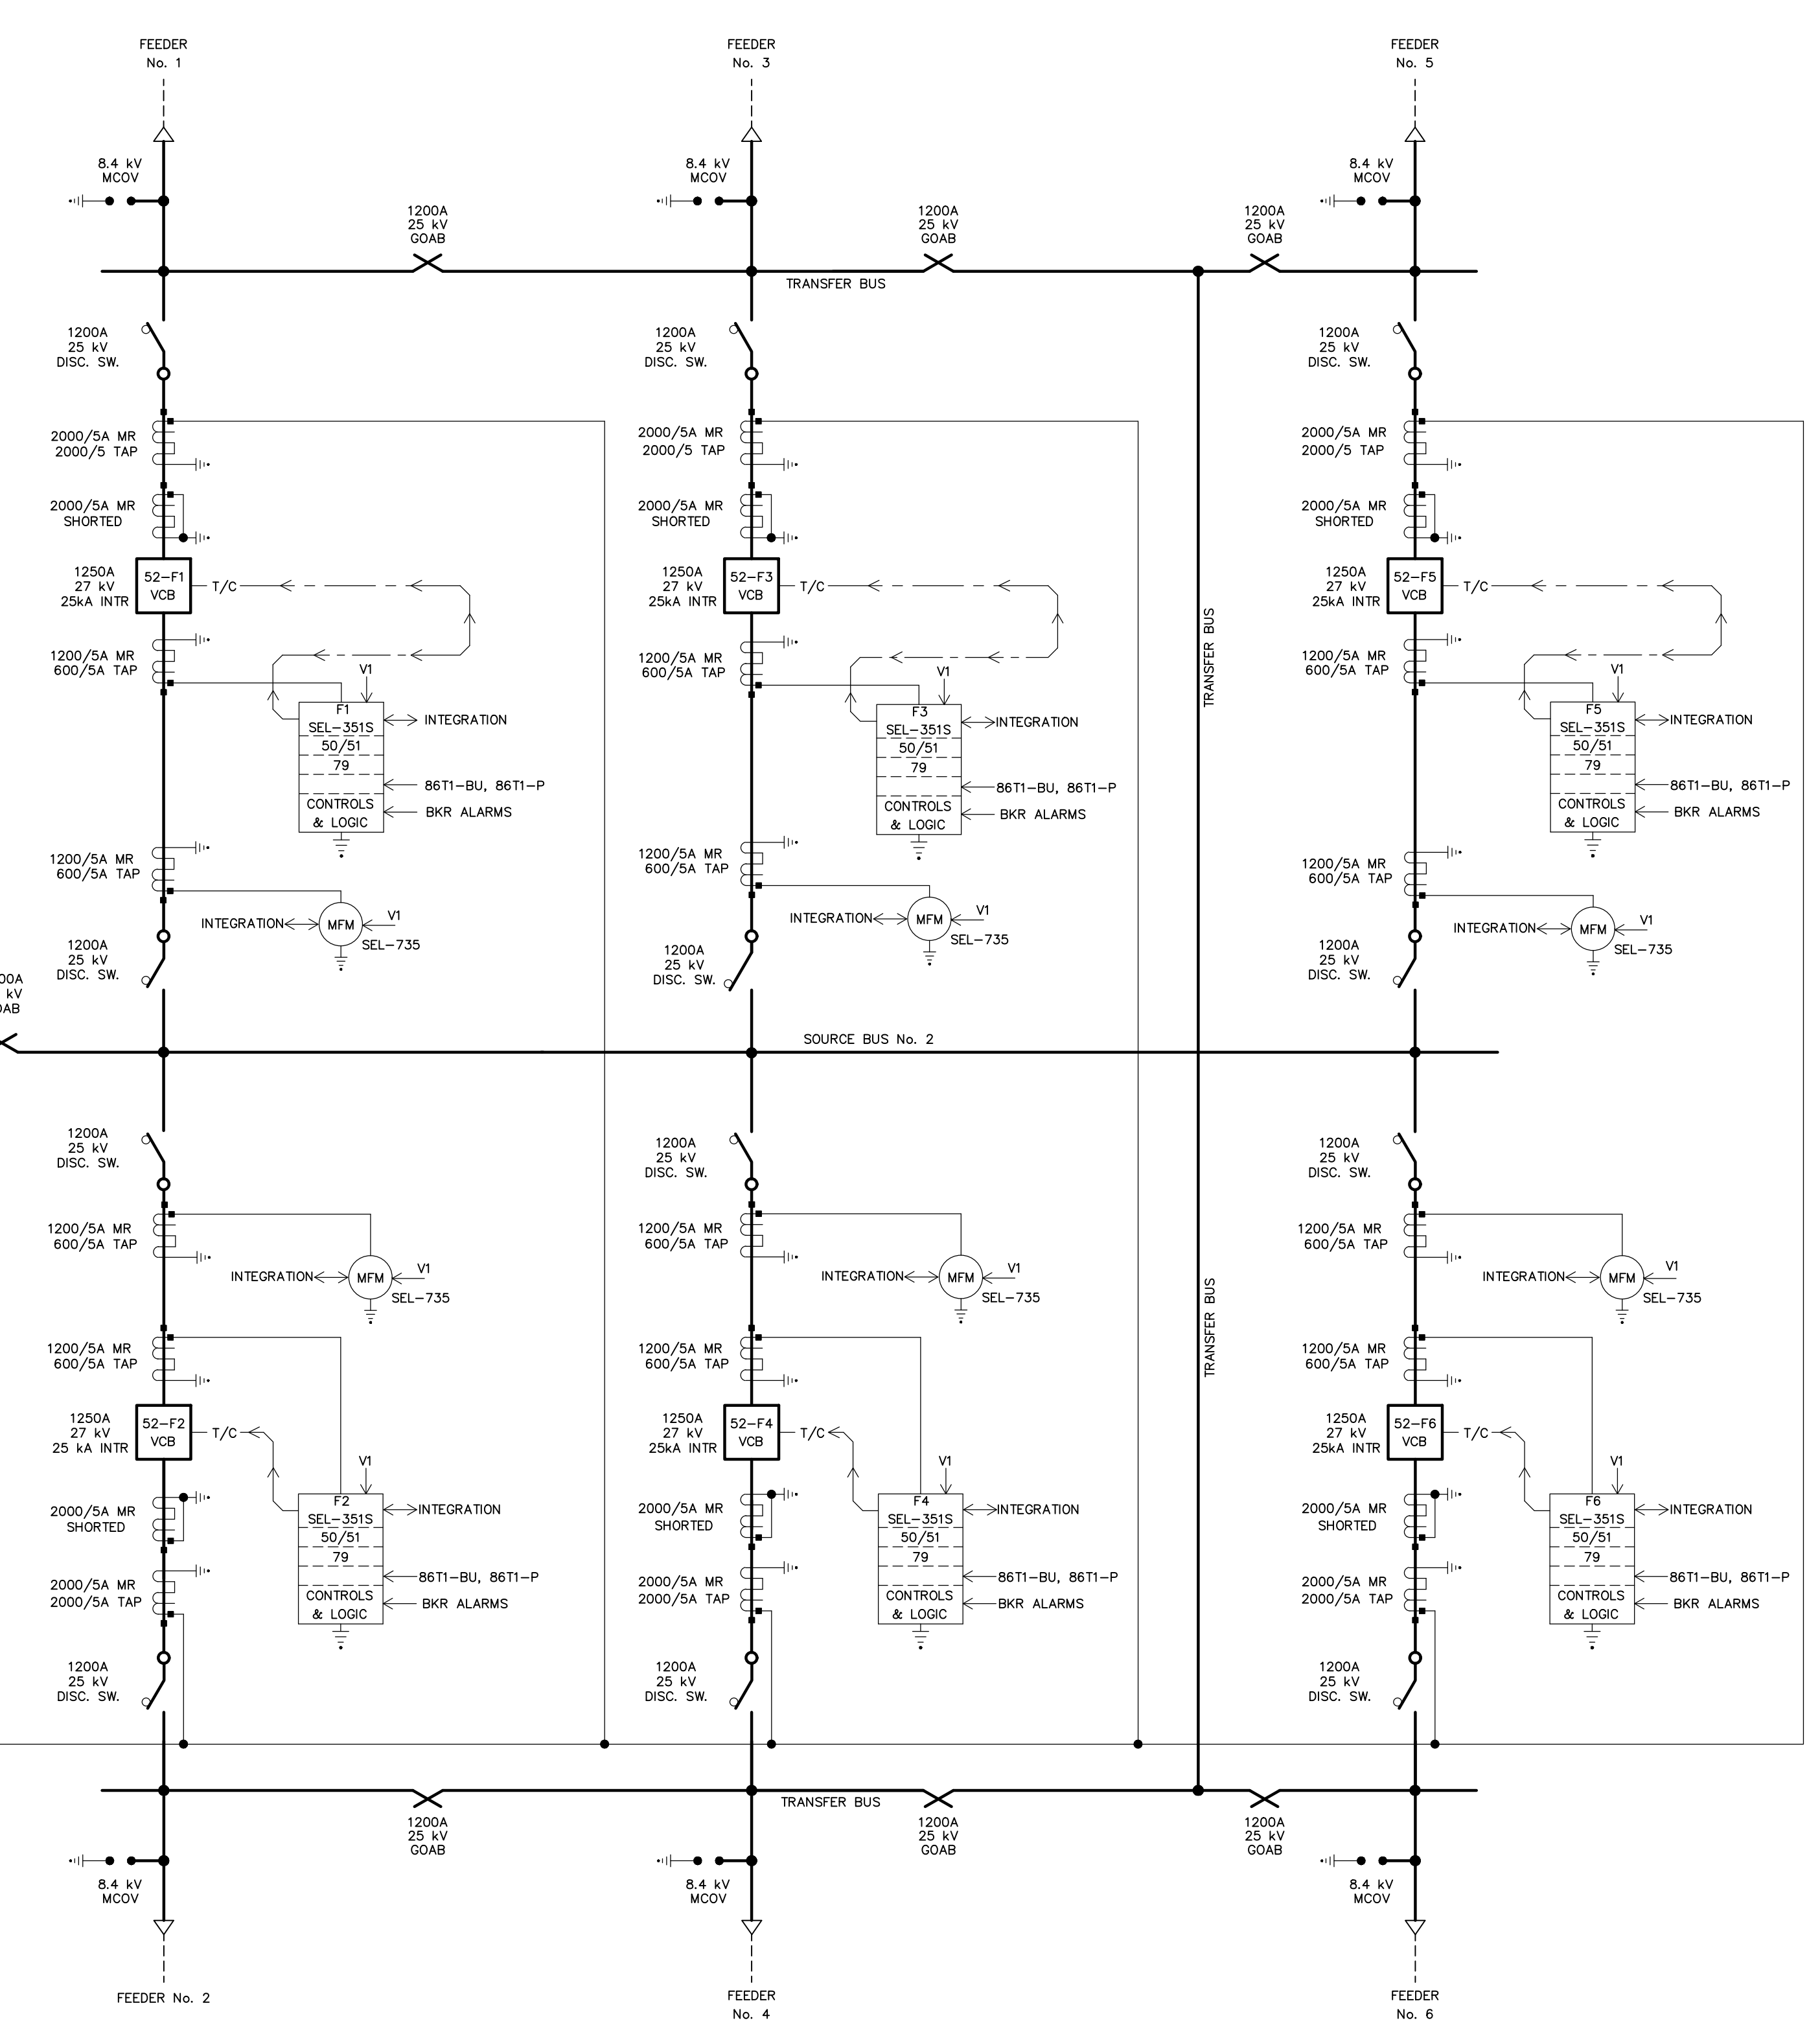 FEEDER
No. 1
FEEDER
No. 3
FEEDER
No. 5
8.4 kV
MCOV
8.4 kV
MCOV
8.4 kV
MCOV
1200A
25 kV
GOAB
1200A
25 kV
GOAB
1200A
25 kV
GOAB
TRANSFER BUS
1200A
25 kV
DISC. SW.
1200A
25 kV
DISC. SW.
1200A
25 kV
DISC. SW.
2000/5A MR
2000/5 TAP
2000/5A MR
2000/5 TAP
2000/5A MR
2000/5 TAP
2000/5A MR
SHORTED
2000/5A MR
SHORTED
2000/5A MR
SHORTED
1250A
27 kV
25kA INTR
52-F1
VCB
T/C
1250A
27 kV
25kA INTR
52-F3
VCB
T/C
1250A
27 kV
25kA INTR
52-F5
VCB
T/C
TRANSFER BUS
1200/5A MR
600/5A TAP
V1
F1
SEL-351S
50/51
79
CONTROLS
& LOGIC
INTEGRATION
86T1-BU, 86T1-P
BKR ALARMS
1200/5A MR
600/5A TAP
V1
F3
SEL-351S
50/51
79
CONTROLS
& LOGIC
INTEGRATION
86T1-BU, 86T1-P
BKR ALARMS
1200/5A MR
600/5A TAP
V1
F5
SEL-351S
50/51
79
CONTROLS
& LOGIC
INTEGRATION
86T1-BU, 86T1-P
BKR ALARMS
1200/5A MR
600/5A TAP
INTEGRATION
MFM
V1
SEL-735
1200/5A MR
600/5A TAP
INTEGRATION
MFM
V1
SEL-735
1200/5A MR
600/5A TAP
INTEGRATION
MFM
V1
SEL-735
1200A
25 kV
DISC. SW.
1200A
25 kV
DISC. SW.
1200A
25 kV
DISC. SW.
kV
SOURCE BUS No. 2
1200A
25 kV
DISC. SW.
1200A
25 kV
DISC. SW.
1200A
25 kV
DISC. SW.
1200/5A MR
600/5A TAP
INTEGRATION
MFM
V1
SEL-735
1200/5A MR
600/5A TAP
INTEGRATION
MFM
V1
SEL-735
1200/5A MR
600/5A TAP
INTEGRATION
MFM
V1
SEL-735
TRANSFER BUS
1200/5A MR
600/5A TAP
1200/5A MR
600/5A TAP
1200/5A MR
600/5A TAP
1250A
27 kV
25 kA INTR
52-F2
VCB
T/C
1250A
27 kV
25kA INTR
52-F4
VCB
T/C
1250A
27 kV
25kA INTR
52-F6
VCB
T/C
2000/5A MR
SHORTED
V1
F2
SEL-351S
50/51
79
CONTROLS
& LOGIC
INTEGRATION
86T1-BU, 86T1-P
BKR ALARMS
2000/5A MR
SHORTED
V1
F4
SEL-351S
50/51
79
CONTROLS
& LOGIC
INTEGRATION
86T1-BU, 86T1-P
BKR ALARMS
2000/5A MR
SHORTED
V1
F6
SEL-351S
50/51
79
CONTROLS
& LOGIC
INTEGRATION
86T1-BU, 86T1-P
BKR ALARMS
2000/5A MR
2000/5A TAP
2000/5A MR
2000/5A TAP
2000/5A MR
2000/5A TAP
1200A
25 kV
DISC. SW.
1200A
25 kV
DISC. SW.
1200A
25 kV
DISC. SW.
TRANSFER BUS
1200A
25 kV
GOAB
1200A
25 kV
GOAB
1200A
25 kV
GOAB
8.4 kV
MCOV
8.4 kV
MCOV
8.4 kV
MCOV
FEEDER No. 2
FEEDER
No. 4
FEEDER
No. 6